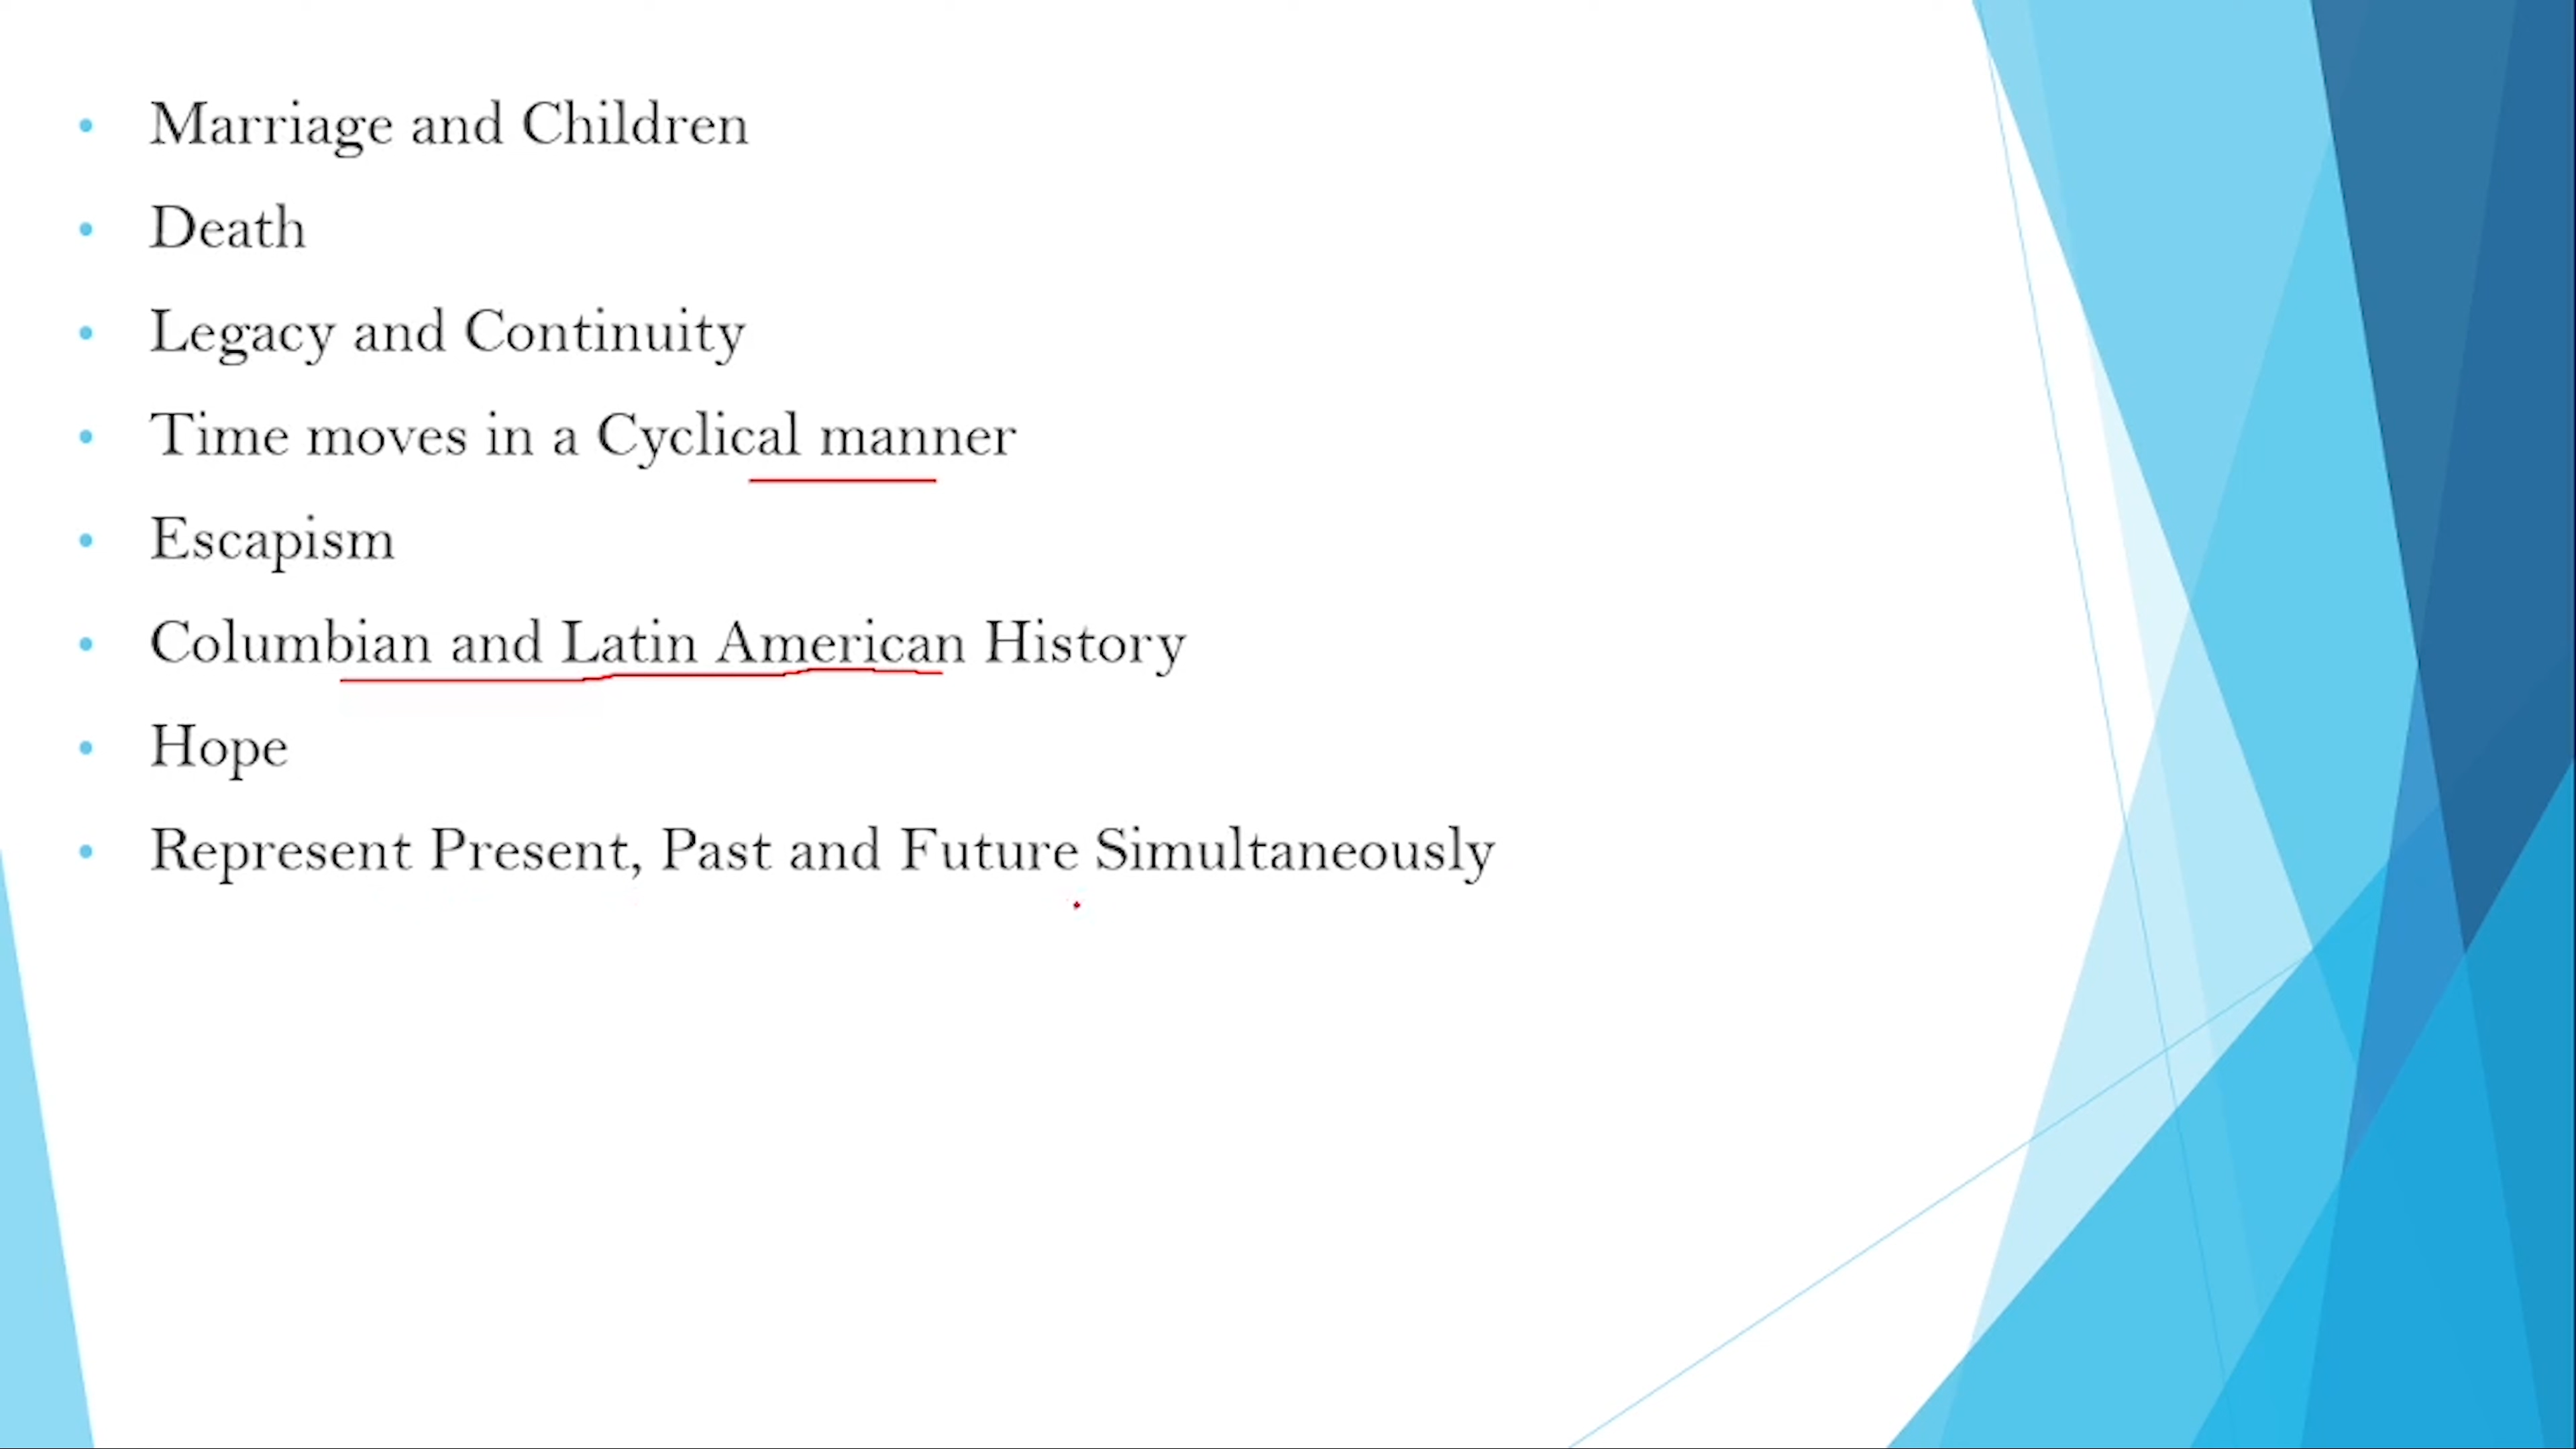 • Marriage and Children
• Death
• Legacy and Continuity
• Time moves in a Cyclical manner
• Escapism
• Columbian and Latin American History
• Hope
• Represent Present, Past and Future Simultaneously